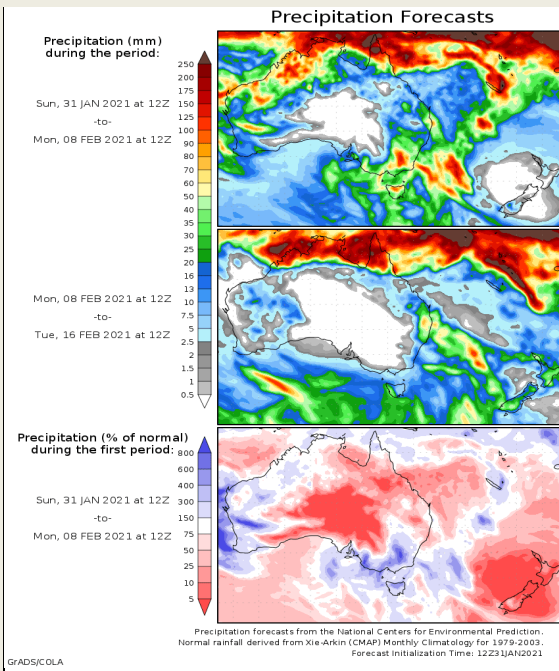 Precipitation Forecasts
Precipitation (mm)
during the period:
Sun, 31 JAN 2021 at 12Z
-to-
Mon, 08 FEB 2021 at 12Z
250
200
175
150
125
100
90
80
70
60
50
40
35
30
25
20
16
13
10
7.5
5
2.5
2
1.5
1
0.5
Mon, 08 FEB 2021 at 12Z
-to-
Tue, 16 FEB 2021 at 12Z
Precipitation (% of normal)
during the first period:
Sun, 31 JAN 2021 at 12Z
-to-
Mon, 08 FEB 2021 at 12Z
800
600
400
300
150
75
50
25
10
5
Precipitation forecasts from the National Centers for Environmental Prediction.
Normal rainfall derived from Xie-Arkin (CMAP) Monthly Climatology for 1979-2003.
Forecast Initialization Time: 12Z31JAN2021
GrADS/COLA